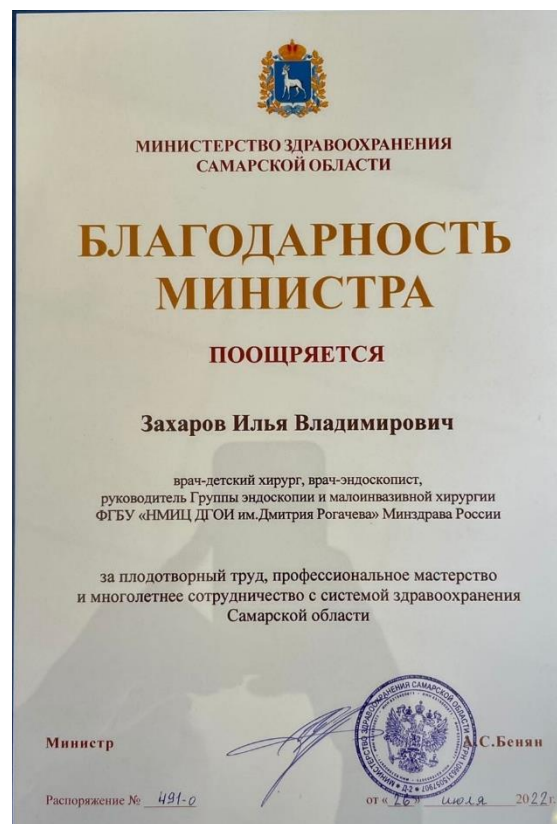 МИНИСТЕРСТВО ЗДРАВООХРАНЕНИЯ
САМАРСКОЙ ОБЛАСТИ
БЛАГОДАРНОСТЬ
МИНИСТРА
ПООЩРЯЕТСЯ
Захаров Илья Владимирович
врач-детский хирург, врач-эндоскопист,
руководитель Группы эндоскопии и малоинвазивной хирургии
ФГБУ «НМИЦ ДГОИ им.Дмитрия Рогачева» Минздрава России
за плодотворный труд, профессиональное мастерство
и многолетнее сотрудничество с системой здравоохранения
Самарской области
Министр А.С.Бенян
Распоряжение № 491-о от « 26 » июля 2022г.